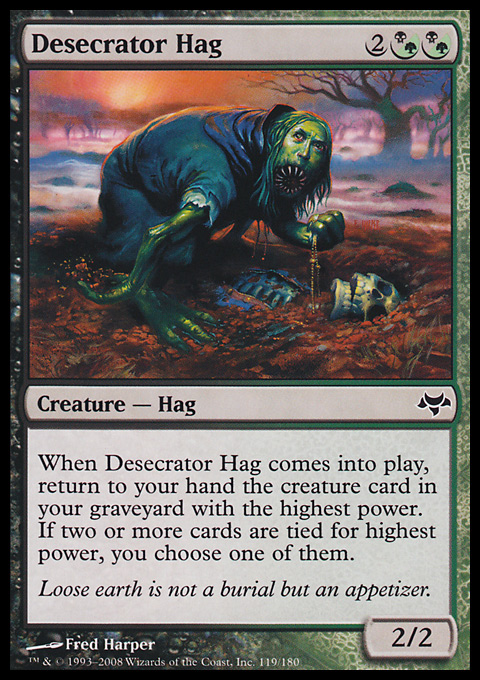 Desecrator Hag 2
Creature — Hag
When Desecrator Hag comes into play,
return to your hand the creature card in
your graveyard with the highest power.
If two or more cards are tied for highest
power, you choose one of them.
Loose earth is not a burial but an appetizer.
Fred Harper
2/2
™ & © 1993–2008 Wizards of the Coast, Inc. 119/180